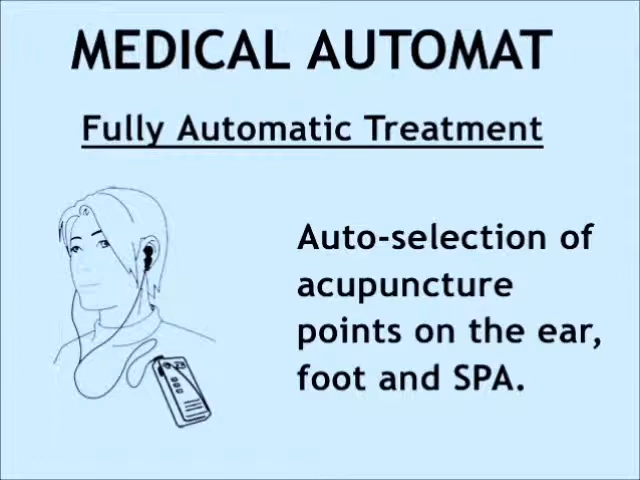 MEDICAL AUTOMAT
Fully Automatic Treatment
Auto-selection of
acupuncture
points on the ear,
foot and SPA.